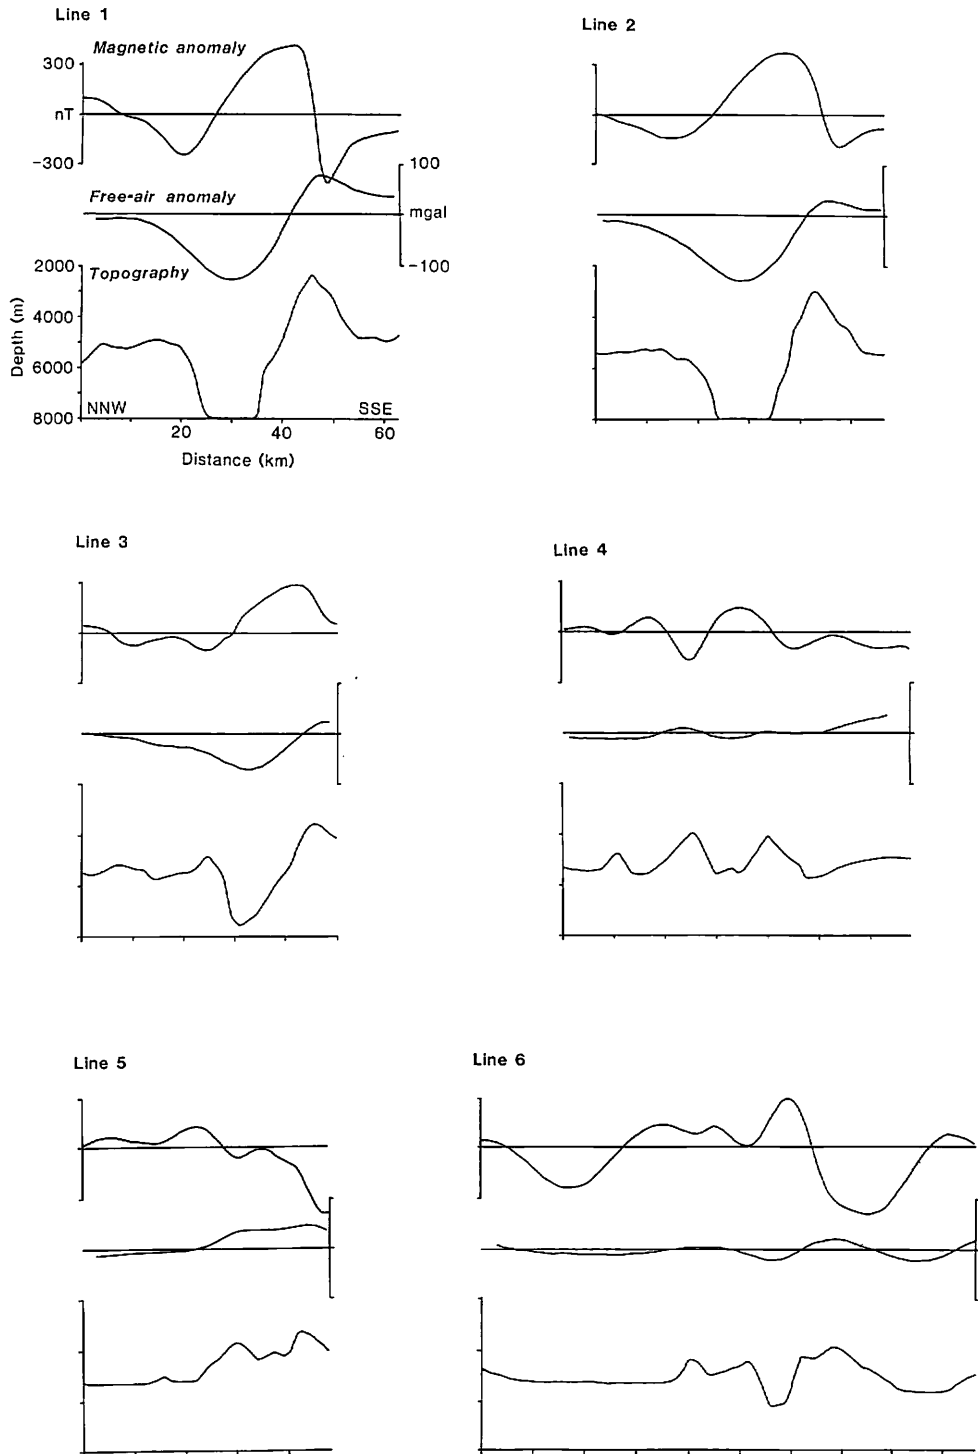 Line 1
Magnetic anomaly
300
nT
-300
Free-air anomaly
100
mgal
-100
Topography
2000
4000
6000
8000
Depth (m)
NNW
SSE
20
40
60
Distance (km)
Line 2
Line 3
Line 4
Line 5
Line 6